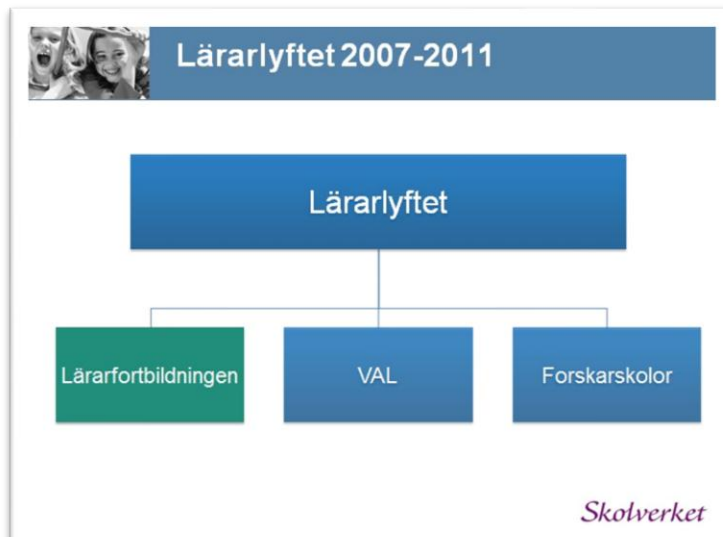 Lärarlyftet 2007-2011
Lärarlyftet
Lärarfortbildningen
VAL
Forskarskolor
Skolverket